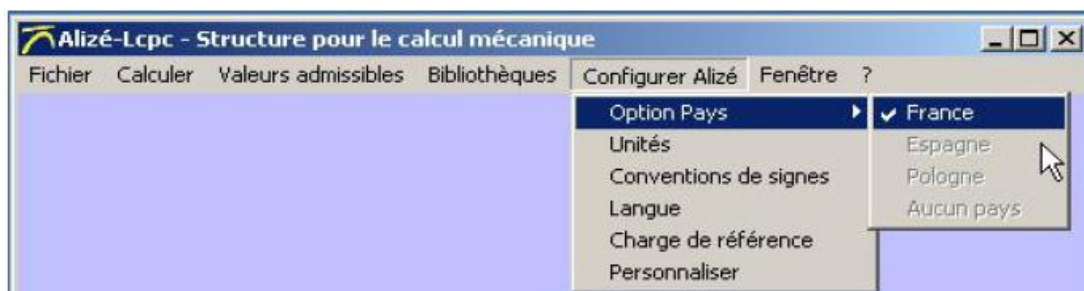 Alizé-Lcpc - Structure pour le calcul mécanique
Fichier Calculer Valeurs admissibles Bibliothèques Configurer Alizé Fenêtre ?
Option Pays
France
Unités
Espagne
Conventions de signes
Pologne
Langue
Aucun pays
Charge de référence
Personnaliser